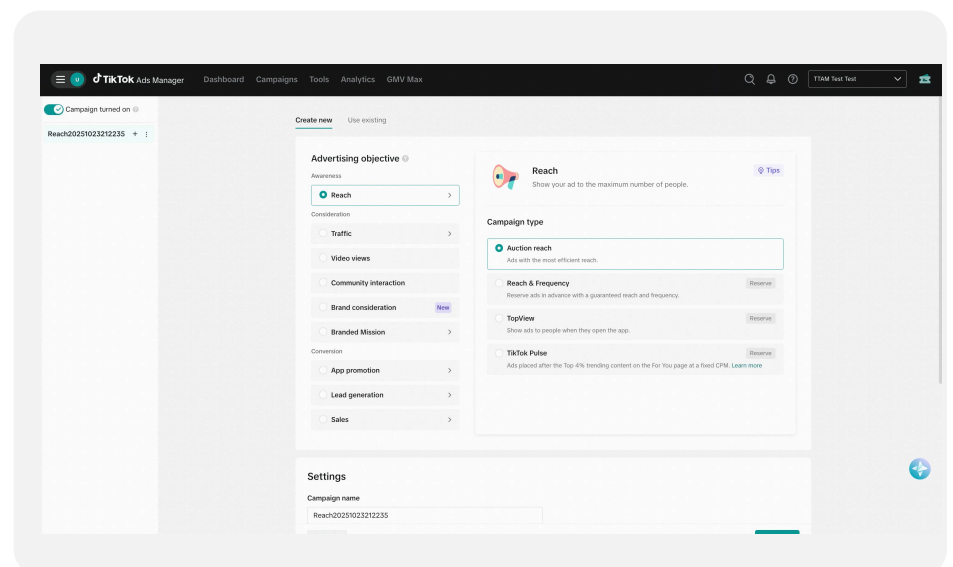 U TikTok Ads Manager Dashboard Campaigns Tools Analytics GMV Max TTAM Test Test
Campaign turned on
Reach20251023212235
Create new Use existing
Advertising objective
Awareness
Reach
Consideration
Traffic
Video views
Community interaction
Brand consideration New
Branded Mission
Conversion
App promotion
Lead generation
Sales
Reach Tips
Show your ad to the maximum number of people.
Campaign type
Auction reach
Ads with the most efficient reach.
Reach & Frequency Reserve
Reserve ads in advance with a guaranteed reach and frequency.
TopView Reserve
Show ads to people when they open the app.
TikTok Pulse Reserve
Ads placed after the Top 4% trending content on the For You page at a fixed CPM. Learn more
Settings
Campaign name
Reach20251023212235